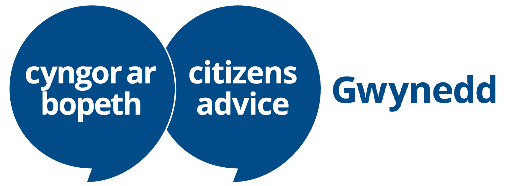 cyngor ar
bopeth
citizens
advice
Gwynedd